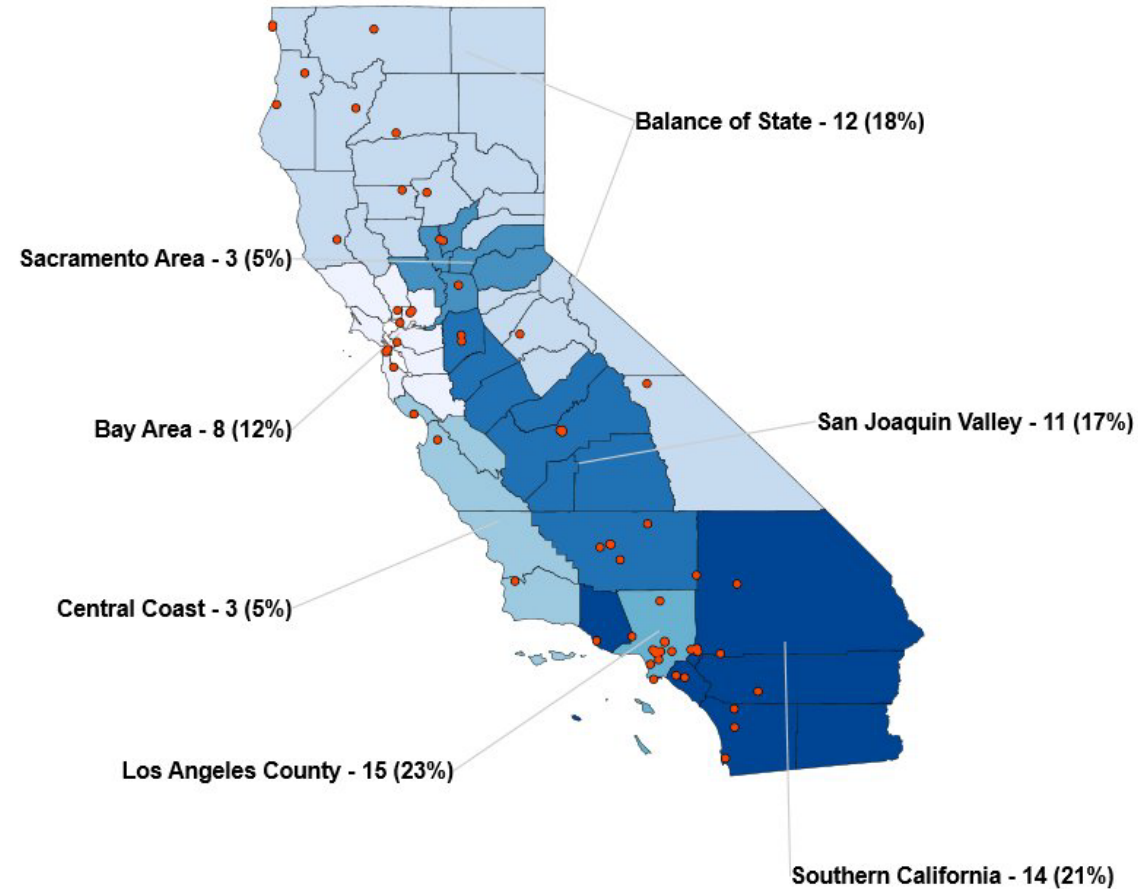 Balance of State - 12 (18%)
Sacramento Area - 3 (5%)
Bay Area - 8 (12%)
San Joaquin Valley - 11 (17%)
Central Coast - 3 (5%)
Los Angeles County - 15 (23%)
Southern California - 14 (21%)